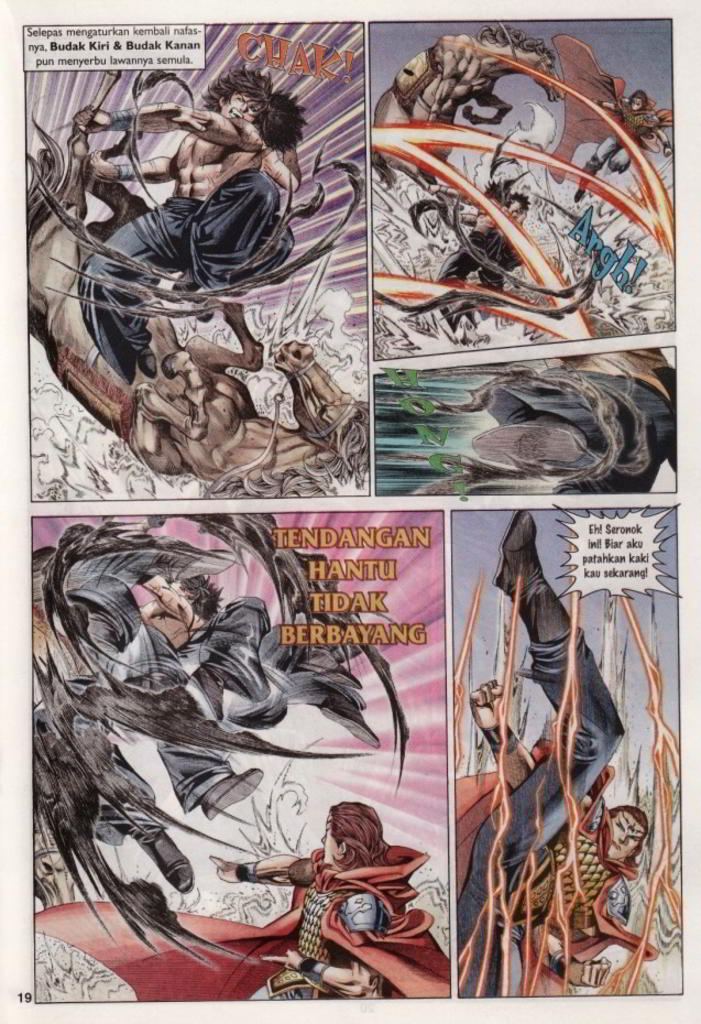 Selepas mengaturkan kembali nafas-
nya, Budak Kiri & Budak Kanan
pun menyerbu lawannya semula.
CHAK!
Argh!
HONG!
TENDANGAN
HANTU
TIDAK
BERBAYANG
Eh! Seronok
ini! Biar aku
patahkan kaki
kau sekarang!
19